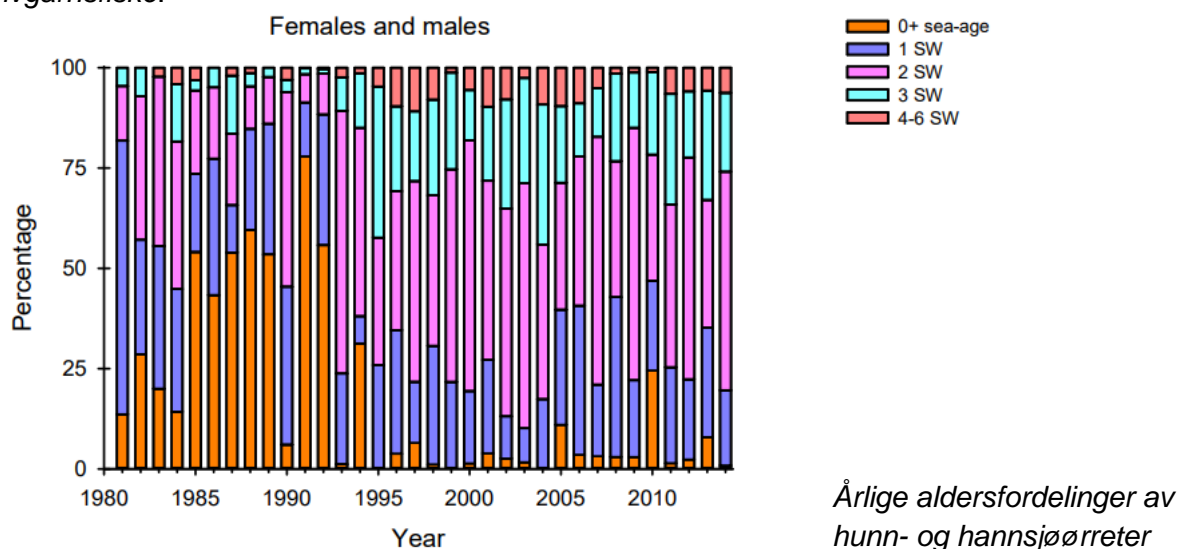 Females and males
0+ sea-age
1 SW
2 SW
3 SW
4-6 SW
100
75
50
25
0
Percentage
1980 1985 1990 1995 2000 2005 2010
Year
Årlige aldersfordelinger av
hunn- og hannsjøørreter